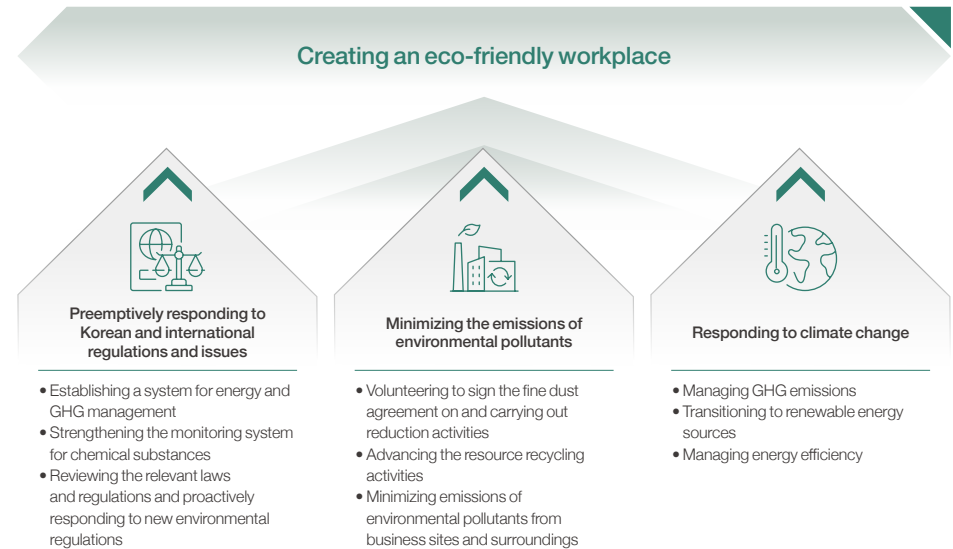 Creating an eco-friendly workplace
Preemptively responding to
Korean and international
regulations and issues
• Establishing a system for energy and
GHG management
• Strengthening the monitoring system
for chemical substances
• Reviewing the relevant laws
and regulations and proactively
responding to new environmental
regulations
Minimizing the emissions of
environmental pollutants
• Volunteering to sign the fine dust
agreement on and carrying out
reduction activities
• Advancing the resource recycling
activities
• Minimizing emissions of
environmental pollutants from
business sites and surroundings
Responding to climate change
• Managing GHG emissions
• Transitioning to renewable energy
sources
• Managing energy efficiency